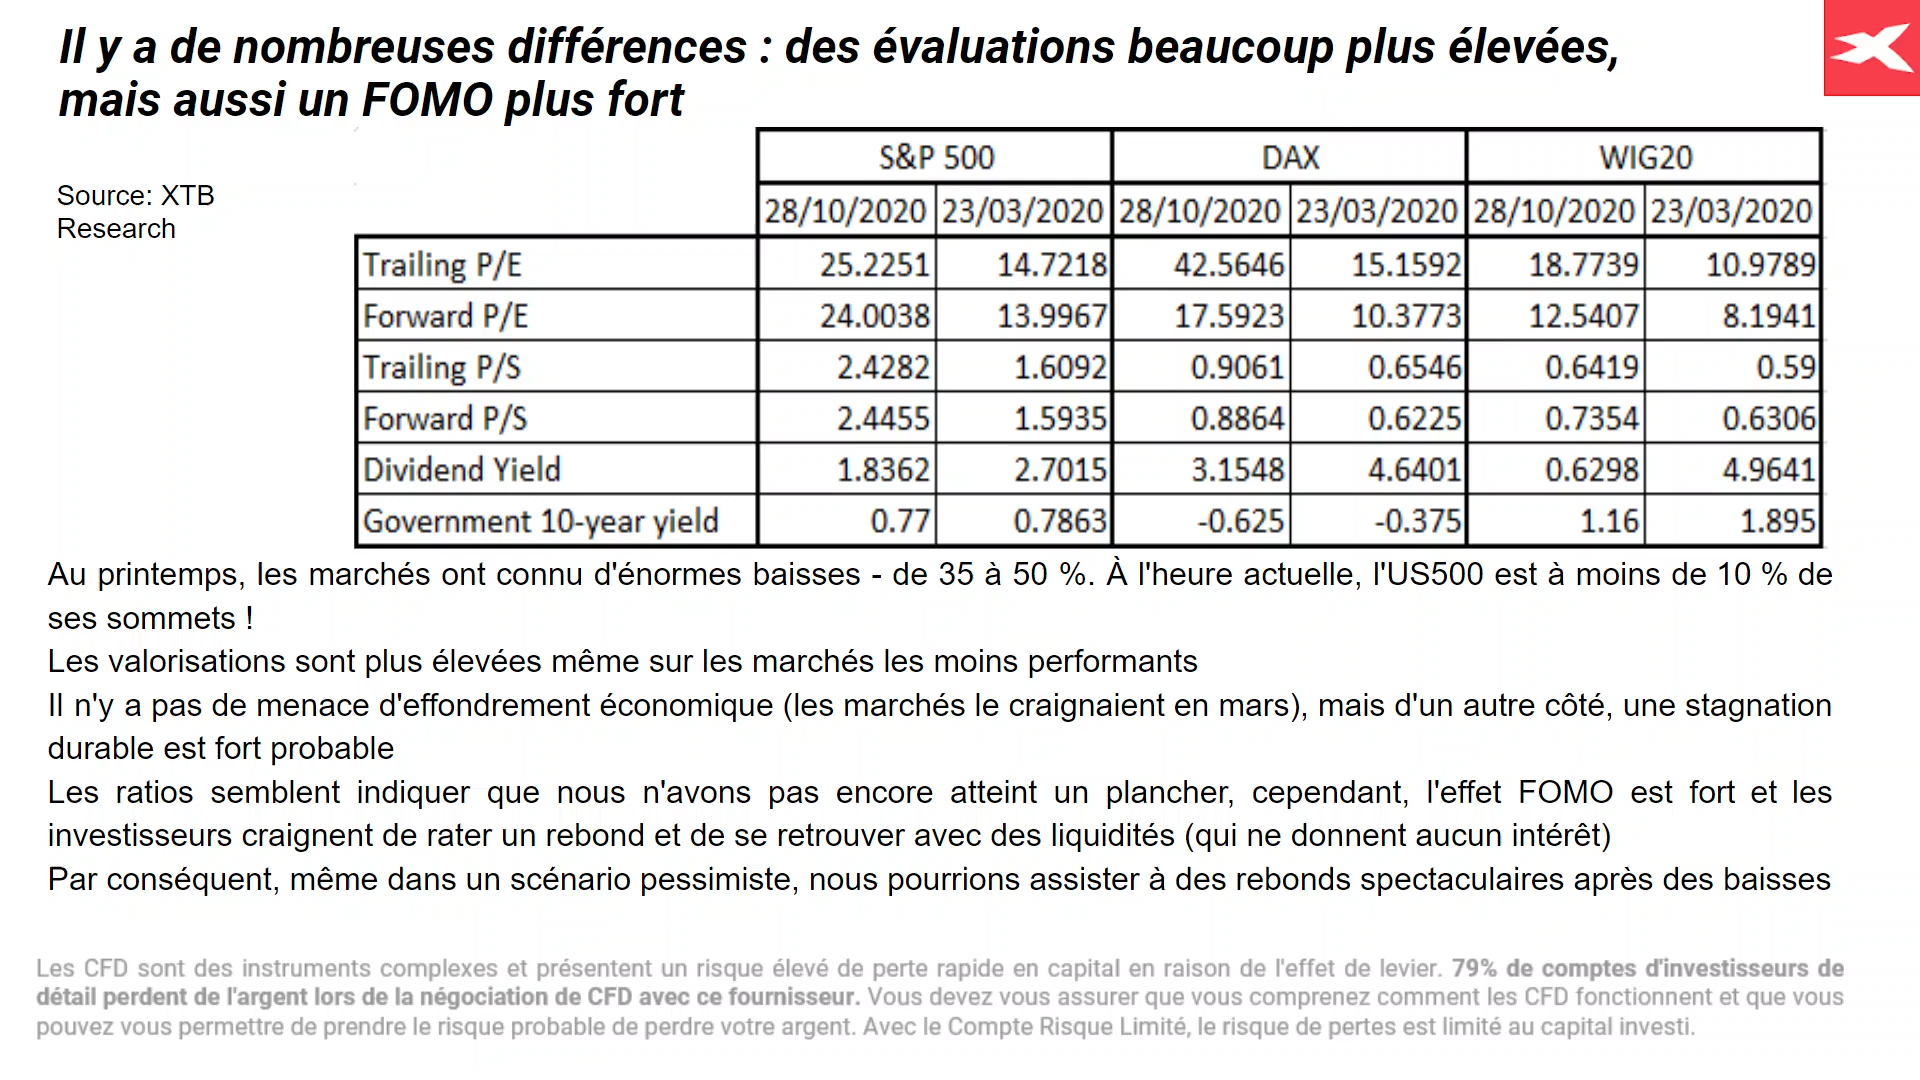 Il y a de nombreuses différences : des évaluations beaucoup plus élevées,
mais aussi un FOMO plus fort
Source: XTB
Research
S&P 500 DAX WIG20
28/10/2020 23/03/2020 28/10/2020 23/03/2020 28/10/2020 23/03/2020
Trailing P/E 25.2251 14.7218 42.5646 15.1592 18.7739 10.9789
Forward P/E 24.0038 13.9967 17.5923 10.3773 12.5407 8.1941
Trailing P/S 2.4282 1.6092 0.9061 0.6546 0.6419 0.59
Forward P/S 2.4455 1.5935 0.8864 0.6225 0.7354 0.6306
Dividend Yield 1.8362 2.7015 3.1548 4.6401 0.6298 4.9641
Government 10-year yield 0.77 0.7863 -0.625 -0.375 1.16 1.895
Au printemps, les marchés ont connu d'énormes baisses - de 35 à 50 %. À l'heure actuelle, l'US500 est à moins de 10 % de
ses sommets !
Les valorisations sont plus élevées même sur les marchés les moins performants
Il n'y a pas de menace d'effondrement économique (les marchés le craignaient en mars), mais d'un autre côté, une stagnation
durable est fort probable
Les ratios semblent indiquer que nous n'avons pas encore atteint un plancher, cependant, l'effet FOMO est fort et les
investisseurs craignent de rater un rebond et de se retrouver avec des liquidités (qui ne donnent aucun intérêt)
Par conséquent, même dans un scénario pessimiste, nous pourrions assister à des rebonds spectaculaires après des baisses
Les CFD sont des instruments complexes et présentent un risque élevé de perte rapide en capital en raison de l'effet de levier. 79% de comptes d'investisseurs de
détail perdent de l'argent lors de la négociation de CFD avec ce fournisseur. Vous devez vous assurer que vous comprenez comment les CFD fonctionnent et que vous
pouvez vous permettre de prendre le risque probable de perdre votre argent. Avec le Compte Risque Limité, le risque de pertes est limité au capital investi.